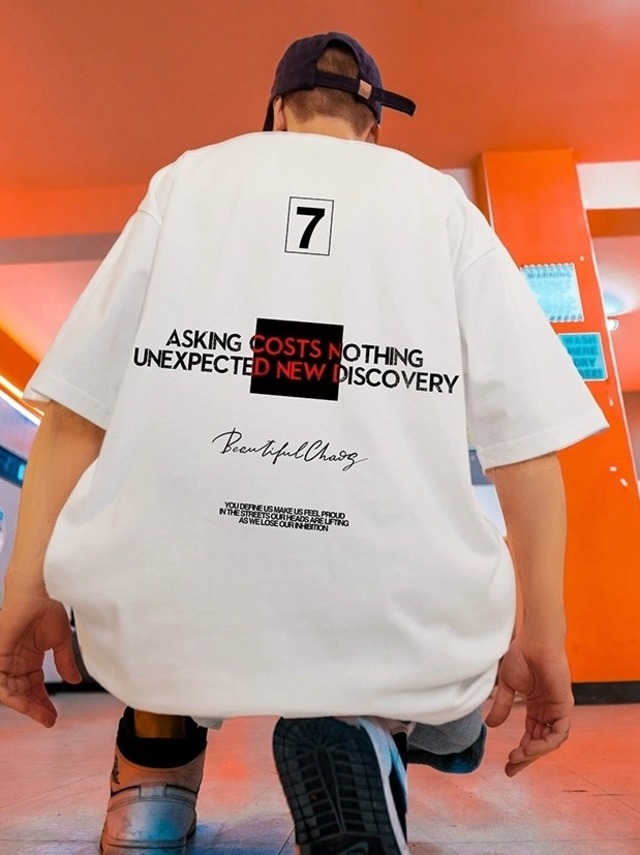 7
ASKING COSTS NOTHING
UNEXPECTED NEW DISCOVERY
BeautifulChaos
YOU DEFINE US MAKE US FEEL PROUD
IN THE STREETS OUR HEADS ARE LIFTING
AS WE LOSE OUR INHIBITION